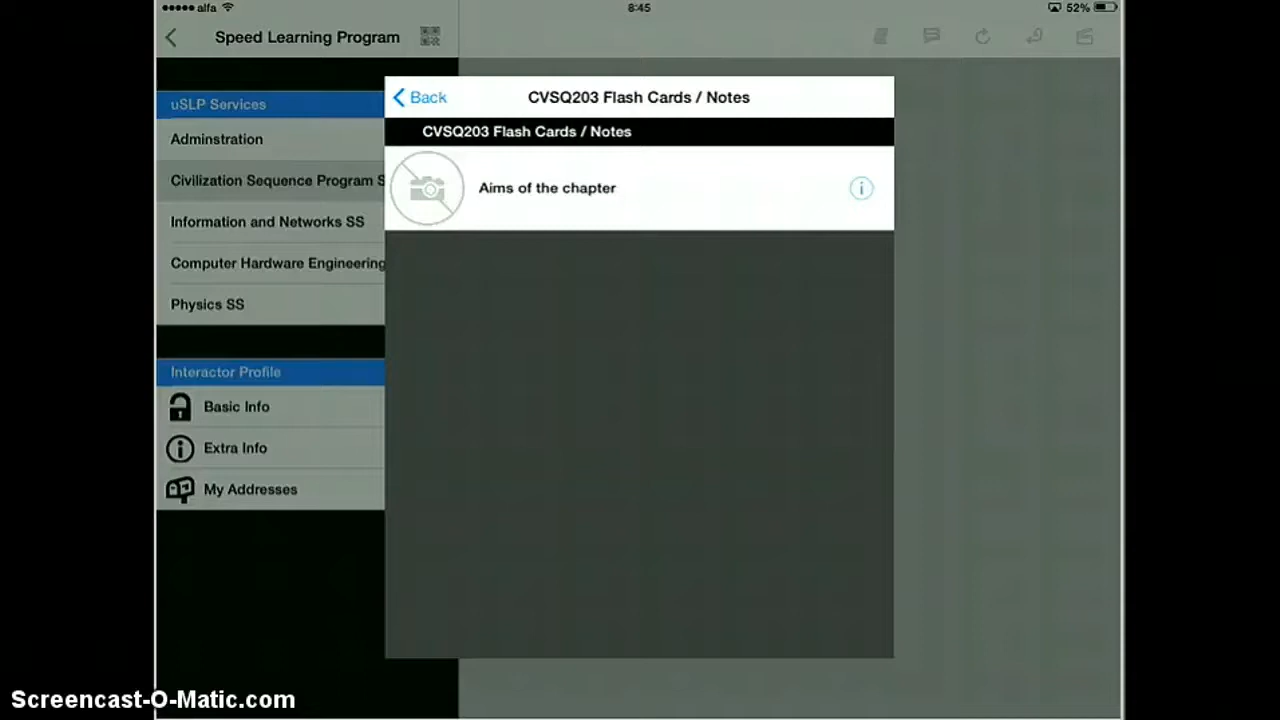 alfa
8:45
52%
Speed Learning Program
Back
CVSQ203 Flash Cards / Notes
CVSQ203 Flash Cards / Notes
Aims of the chapter
uSLP Services
Adminstration
Civilization Sequence Program S
Information and Networks SS
Computer Hardware Engineering
Physics SS
Interactor Profile
Basic Info
Extra Info
My Addresses
Screencast-O-Matic.com